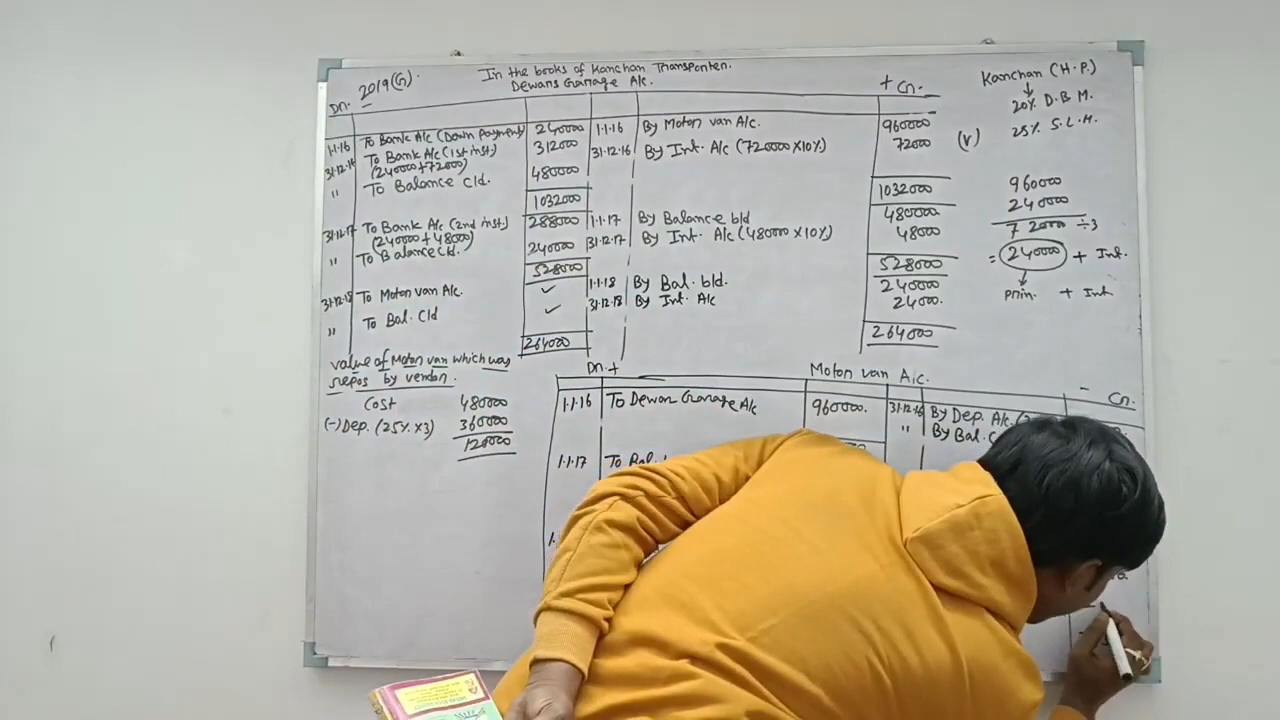 2019(G).
In the books of Kanchan Transporter.
Dewans Garage A/c.
Dr. + Cr.
1.1.16 To Bank A/c (Down payment) 240000 1.1.16 By Motor van A/c. 960000
31.12.16 To Bank A/c (1st inst) 312000 31.12.16 By Int. A/c (720000 x 10%) 72000 (r)
(240000 + 72000)
" To Balance c/d. 480000
1032000 1032000
31.12.17 To Bank A/c (2nd inst) 288000 1.1.17 By Balance b/d 480000
(240000 + 48000) 31.12.17 By Int. A/c (480000 x 10%) 48000
" To Balance c/d. 240000
528000 528000
31.12.18 To Motor van A/c. ✓ 1.1.18 By Bal. b/d. 240000
" To Bal. c/d ✓ 31.12.18 By Int. A/c 24000.
264000 264000
Kanchan (H.P.)
↓
20% D.B.M.
25% S.L.M.
960000
240000
720000 ÷3
= 240000 + Int.
↓
Prin. + Int
value of Motor van which was
repos by vendor.
Cost 480000
(-) Dep. (25% x3) 360000
120000
Dr. + Motor van A/c. - Cr.
1.1.16 To Dewan Garage A/c 960000. 31.12.16 By Dep. A/c.
" By Bal.
1.1.17 To Bal.